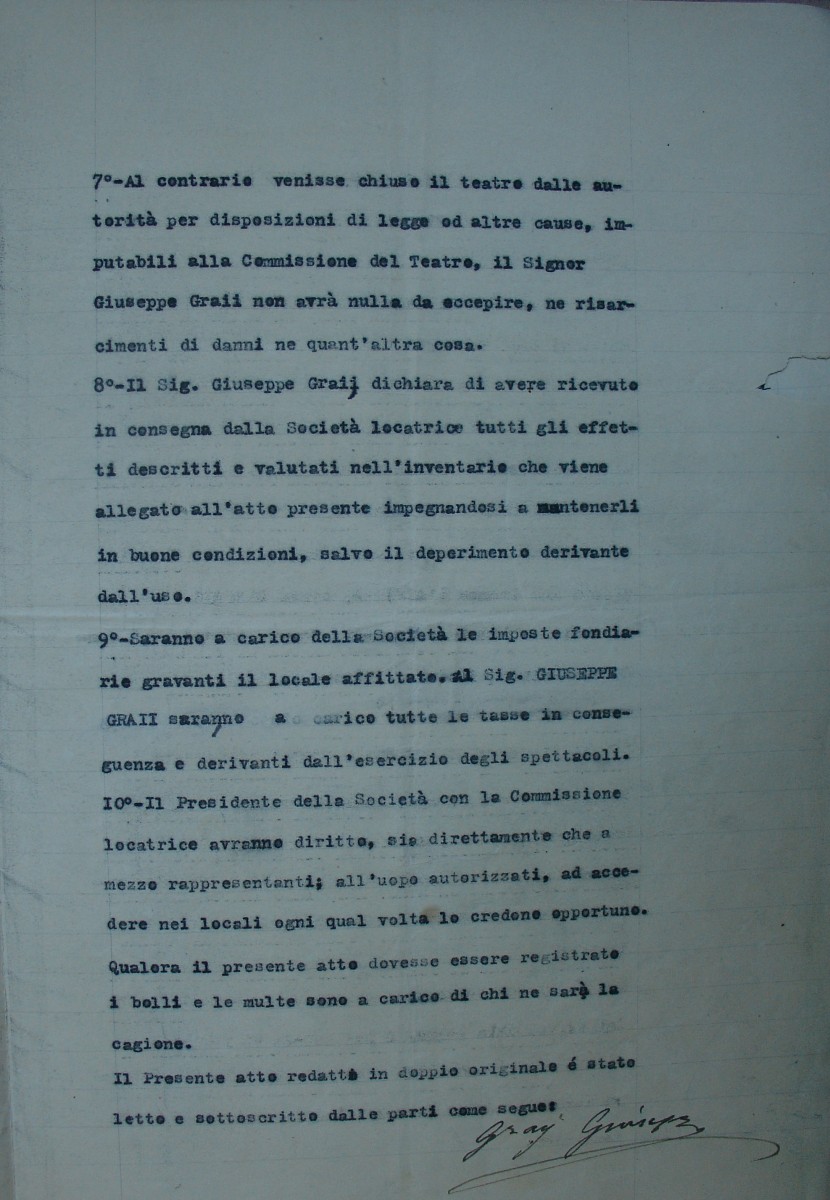 7°-Al contrario venisse chiuso il teatro dalle au-
torità per disposizioni di legge od altre cause, im-
putabili alla Commissione del Teatro, il Signor
Giuseppe Graii non avrà nulla da eccepire, ne risar-
cimenti di danni ne quant'altra cosa.
8°-Il Sig. Giuseppe Graij dichiara di avere ricevuto
in consegna dalla Società locatrice tutti gli effet-
ti descritti e valutati nell'inventario che viene
allegato all'atto presente impegnandosi a mantenerli
in buone condizioni, salvo il deperimento derivante
dall'uso.
9°-Saranno a carico della Società le imposte fondia-
rie gravanti il locale affittato. Al Sig. GIUSEPPE
GRAII saranno a carico tutte le tasse in conse-
guenza e derivanti dall'esercizio degli spettacoli.
IO°-Il Presidente della Società con la Commissione
locatrice avranno diritto, sia direttamente che a
mezzo rappresentanti; all'uopo autorizzati, ad acce-
dere nei locali ogni qual volta lo credono opportuno.
Qualora il presente atto dovesse essere registrato
i bolli e le multe sono a carico di chi ne sarà la
cagione.
Il Presente atto redatto in doppio originale é stato
letto e sottoscritto dalle parti come segue:
Graij Giuseppe